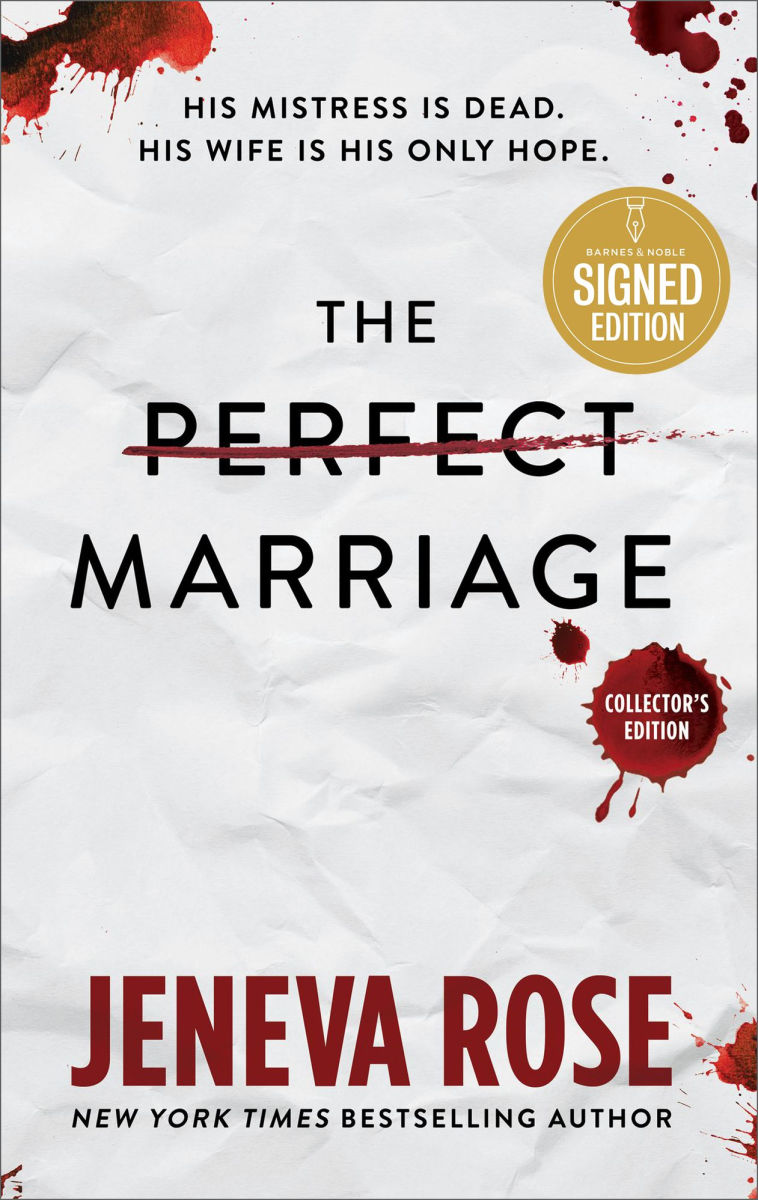 HIS MISTRESS IS DEAD.
HIS WIFE IS HIS ONLY HOPE.
BARNES & NOBLE
SIGNED
EDITION
THE
PERFECT
MARRIAGE
COLLECTOR'S
EDITION
JENEVA ROSE
NEW YORK TIMES BESTSELLING AUTHOR